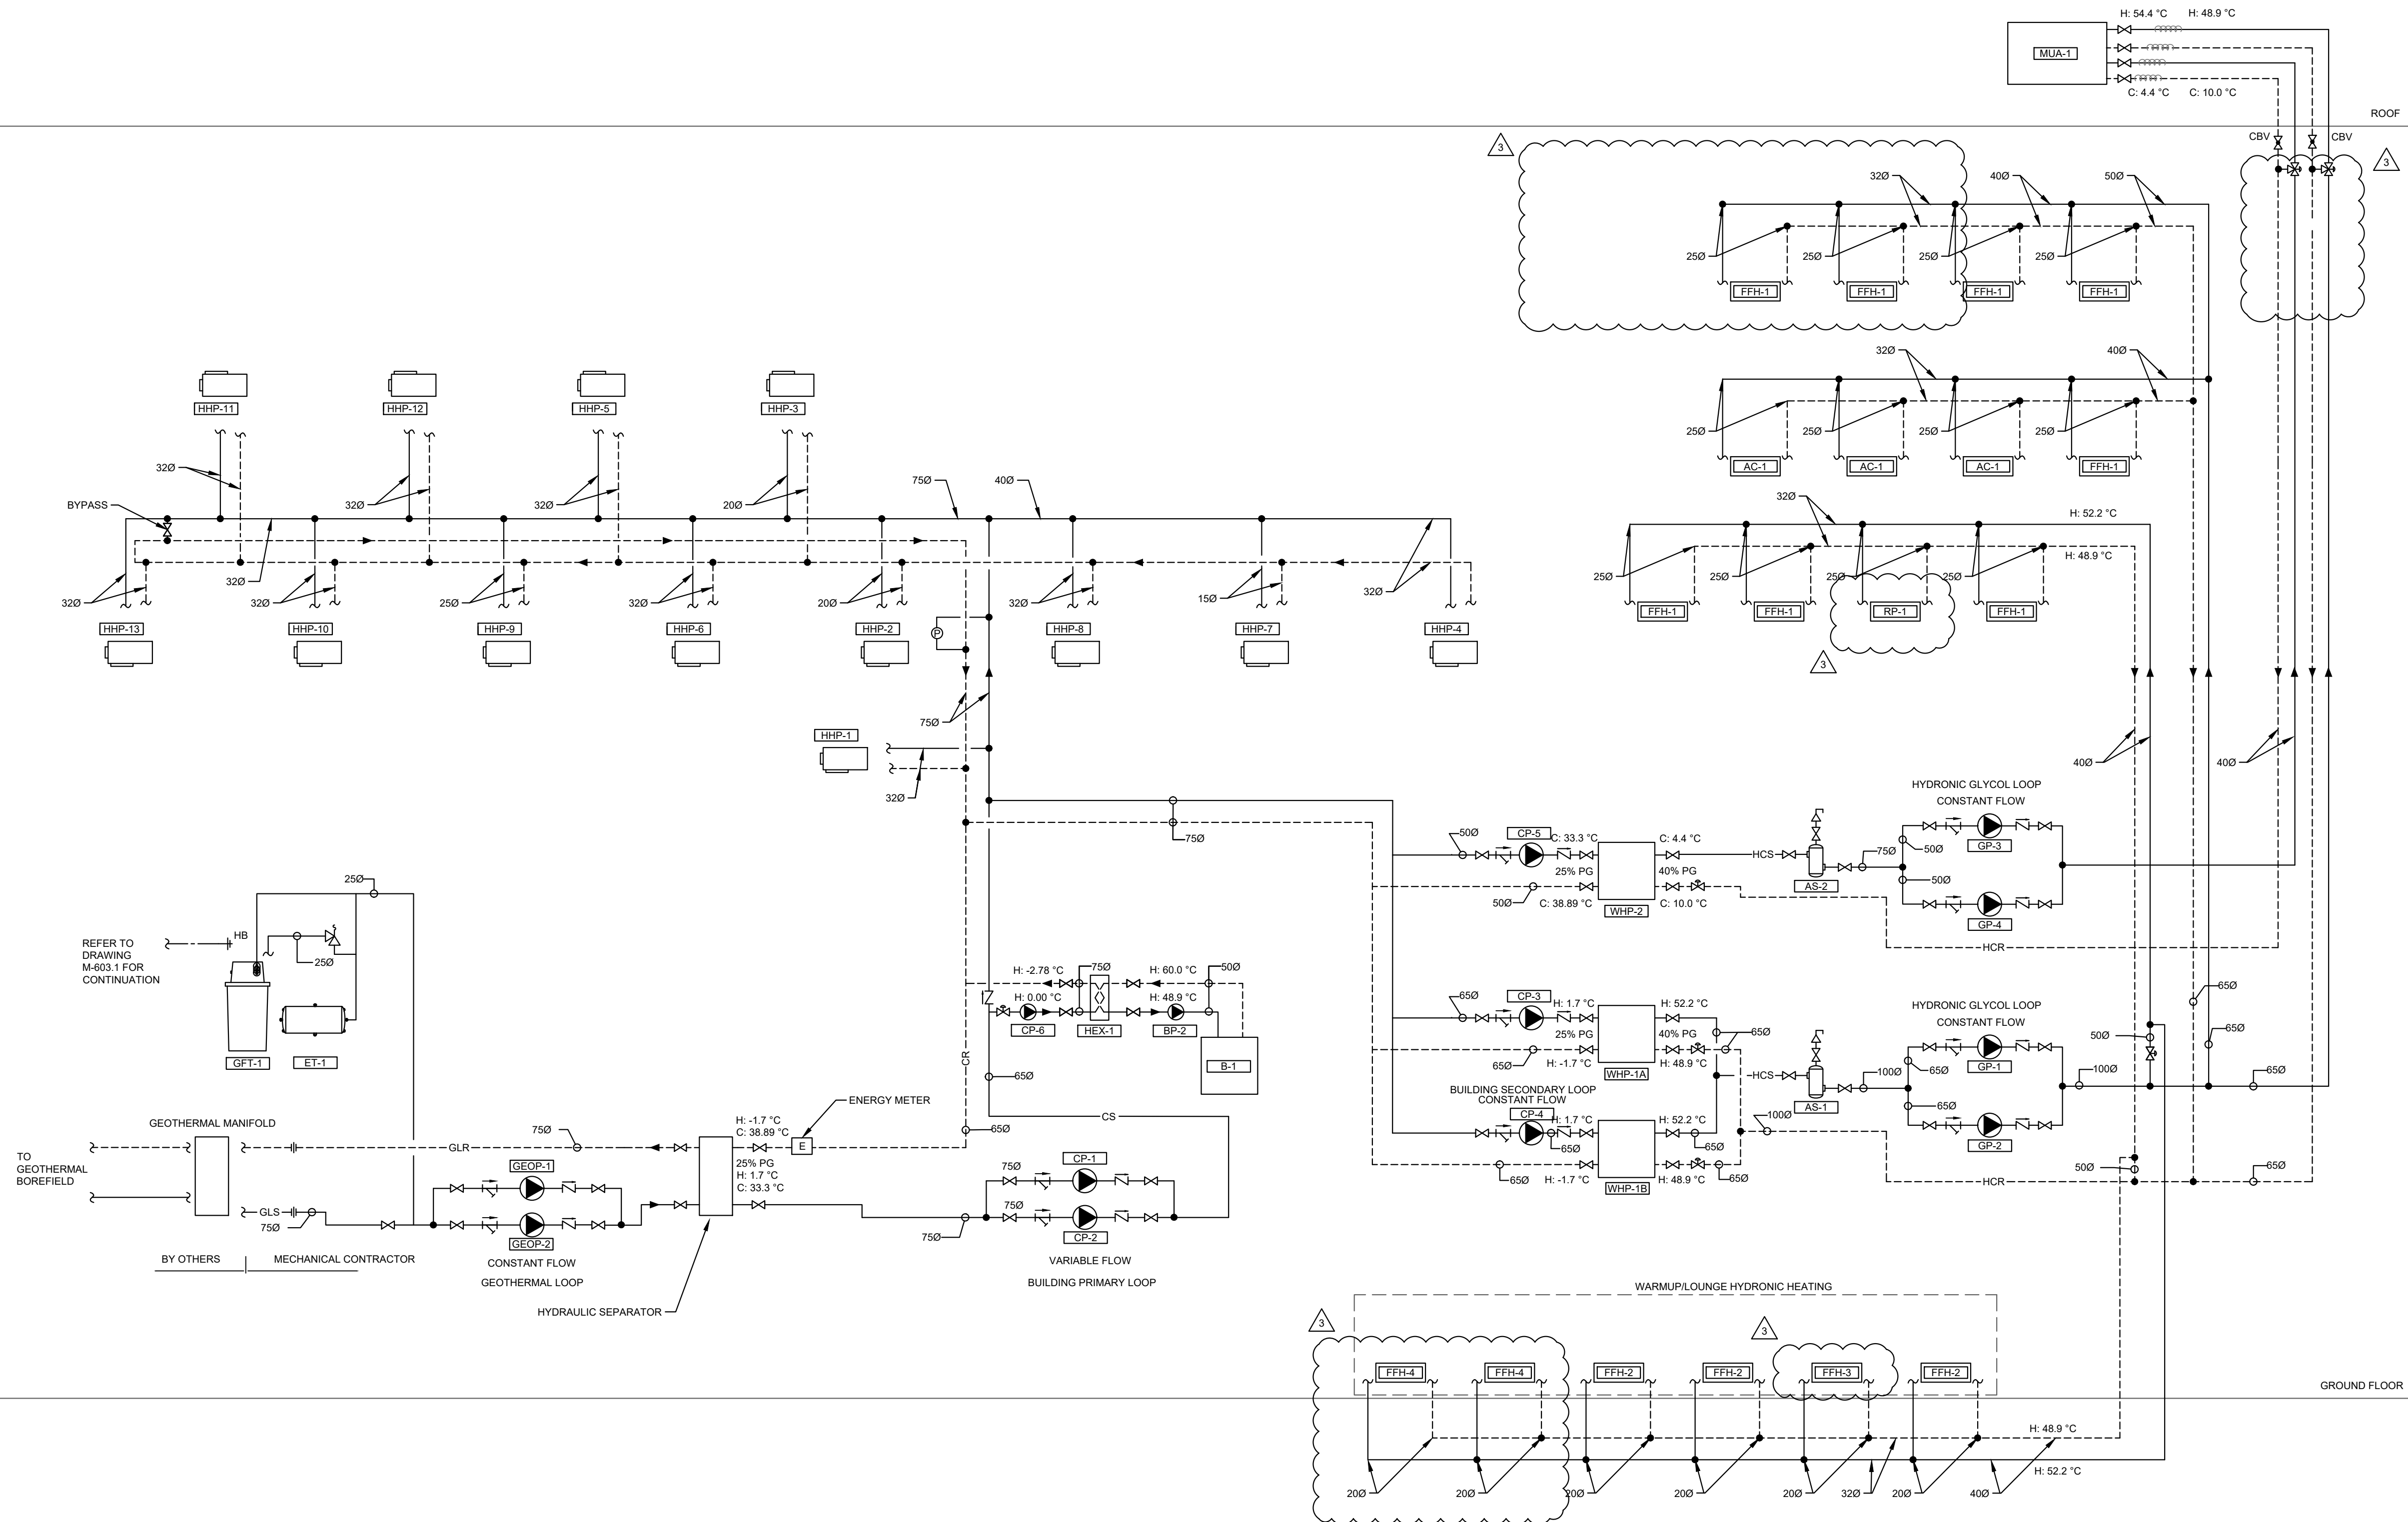 H: 54.4 °C
H: 48.9 °C
MUA-1
C: 4.4 °C
C: 10.0 °C
ROOF
CBV
CBV
3
3
32Ø
40Ø
50Ø
25Ø
25Ø
25Ø
25Ø
FFH-1
FFH-1
FFH-1
FFH-1
32Ø
40Ø
25Ø
25Ø
25Ø
25Ø
AC-1
AC-1
AC-1
FFH-1
32Ø
H: 52.2 °C
H: 48.9 °C
25Ø
25Ø
25Ø
25Ø
FFH-1
FFH-1
RP-1
FFH-1
3
HHP-11
HHP-12
HHP-5
HHP-3
32Ø
32Ø
32Ø
20Ø
75Ø
40Ø
BYPASS
32Ø
32Ø
32Ø
25Ø
32Ø
20Ø
32Ø
15Ø
32Ø
HHP-13
HHP-10
HHP-9
HHP-6
HHP-2
P
HHP-8
HHP-7
HHP-4
75Ø
HHP-1
32Ø
75Ø
40Ø
40Ø
HYDRONIC GLYCOL LOOP
CONSTANT FLOW
50Ø
CP-5
C: 33.3 °C
C: 4.4 °C
25% PG
40% PG
50Ø
C: 38.89 °C
C: 10.0 °C
WHP-2
HCS
AS-2
75Ø
50Ø
50Ø
GP-3
GP-4
HCR
25Ø
REFER TO
DRAWING
M-603.1 FOR
CONTINUATION
HB
25Ø
GFT-1
ET-1
H: -2.78 °C
75Ø
H: 60.0 °C
50Ø
H: 0.00 °C
H: 48.9 °C
CP-6
HEX-1
BP-2
B-1
CR
65Ø
CS
65Ø
CP-3
H: 1.7 °C
H: 52.2 °C
25% PG
40% PG
65Ø
65Ø
H: -1.7 °C
H: 48.9 °C
WHP-1A
BUILDING SECONDARY LOOP
CONSTANT FLOW
CP-4
H: 1.7 °C
H: 52.2 °C
65Ø
65Ø
65Ø
H: -1.7 °C
H: 48.9 °C
65Ø
WHP-1B
HCS
AS-1
100Ø
100Ø
HYDRONIC GLYCOL LOOP
CONSTANT FLOW
65Ø
65Ø
GP-1
GP-2
100Ø
50Ø
65Ø
65Ø
65Ø
50Ø
65Ø
HCR
ENERGY METER
E
H: -1.7 °C
C: 38.89 °C
25% PG
H: 1.7 °C
C: 33.3 °C
65Ø
GEOTHERMAL MANIFOLD
TO
GEOTHERMAL
BOREFIELD
GLR
75Ø
GLS
75Ø
GEOP-1
GEOP-2
CONSTANT FLOW
GEOTHERMAL LOOP
BY OTHERS
MECHANICAL CONTRACTOR
HYDRAULIC SEPARATOR
75Ø
75Ø
75Ø
CP-1
CP-2
VARIABLE FLOW
BUILDING PRIMARY LOOP
WARMUP/LOUNGE HYDRONIC HEATING
3
3
FFH-4
FFH-4
FFH-2
FFH-2
FFH-3
FFH-2
GROUND FLOOR
H: 48.9 °C
H: 52.2 °C
20Ø
20Ø
20Ø
20Ø
20Ø
32Ø
20Ø
40Ø